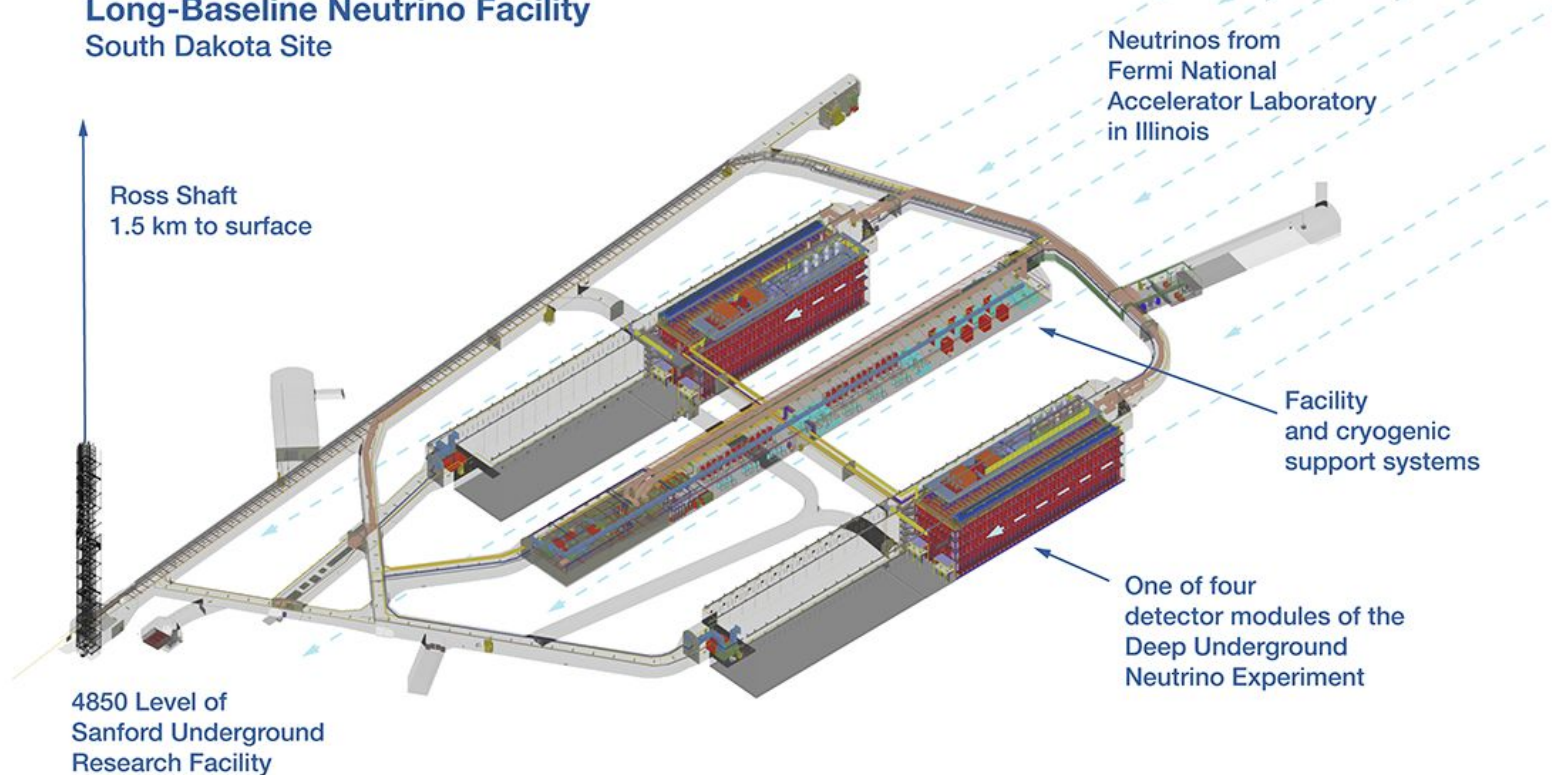 Long-Baseline Neutrino Facility
South Dakota Site
Neutrinos from
Fermi National
Accelerator Laboratory
in Illinois
Ross Shaft
1.5 km to surface
Facility
and cryogenic
support systems
One of four
detector modules of the
Deep Underground
Neutrino Experiment
4850 Level of
Sanford Underground
Research Facility